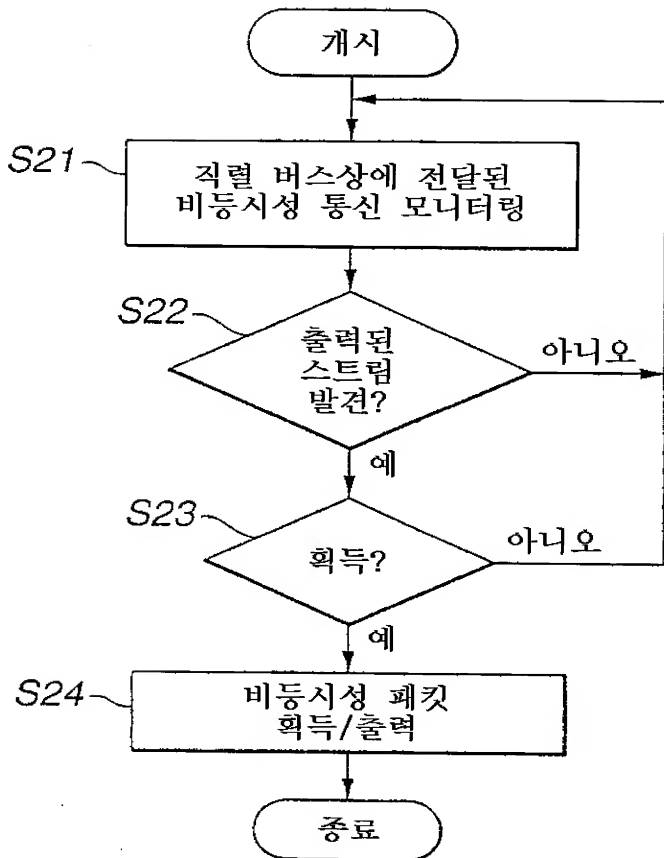 개시
S21
직렬 버스상에 전달된
비등시성 통신 모니터링
S22
출력된
스트림
발견?
아니오
예
S23
획득?
아니오
예
S24
비등시성 패킷
획득/출력
종료